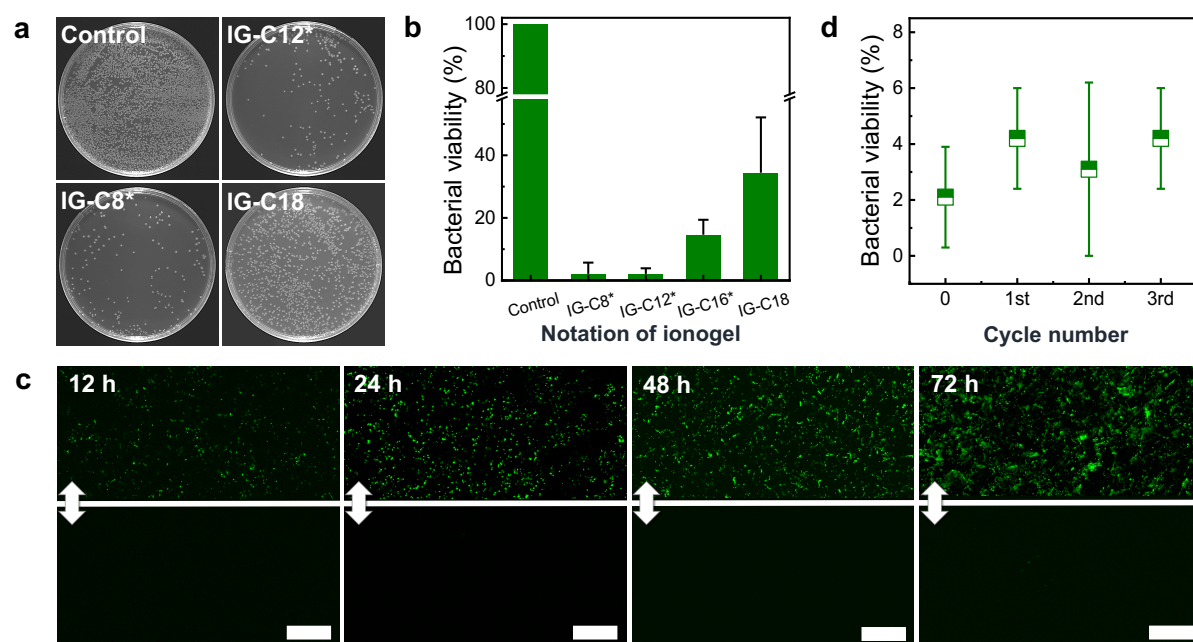 a
Control
IG-C12*
IG-C8*
IG-C18
b
Bacterial viability (%)
100
80
40
20
0
Control
IG-C8*
IG-C12*
IG-C16*
IG-C18
Notation of ionogel
d
Bacterial viability (%)
8
6
4
2
0
0
1st
2nd
3rd
Cycle number
c
12 h
24 h
48 h
72 h